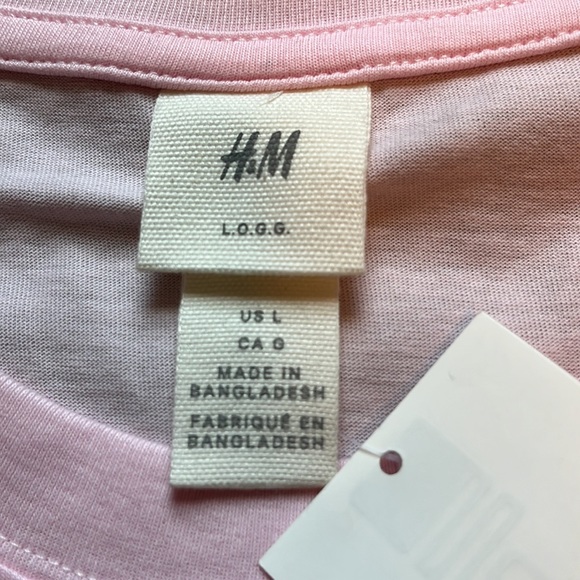 H&M
L.O.G.G.
US L
CA G
MADE IN
BANGLADESH
FABRIQUÉ EN
BANGLADESH